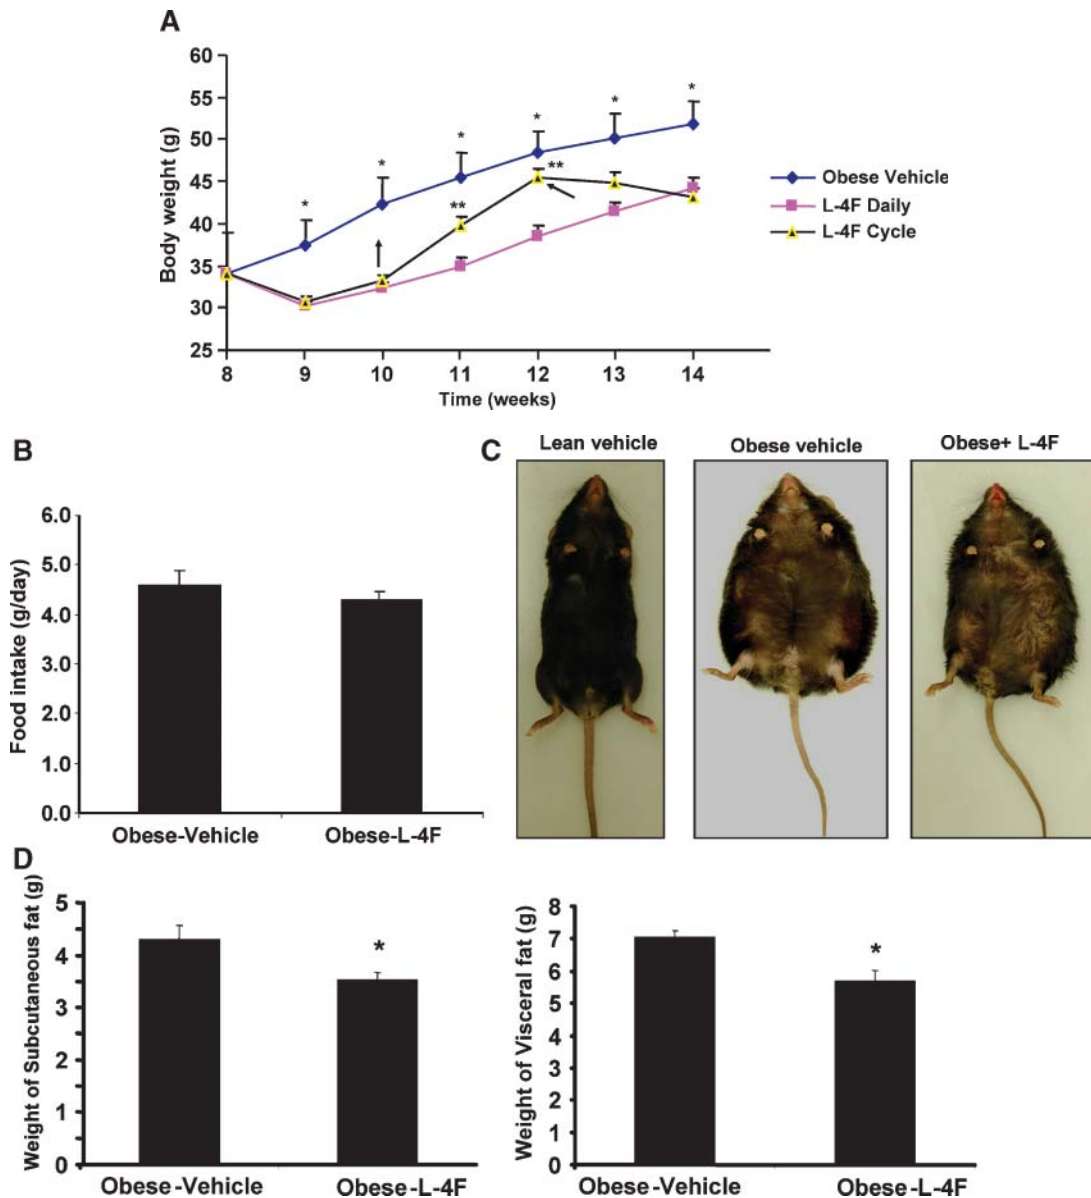 A
Body weight (g)
60
55
50
45
40
35
30
25
* * * * * *
** **
8 9 10 11 12 13 14
Time (weeks)
Obese Vehicle
L-4F Daily
L-4F Cycle
B
Food intake (g/day)
6.0
5.0
4.0
3.0
2.0
1.0
0.0
Obese-Vehicle Obese-L-4F
C
Lean vehicle Obese vehicle Obese+ L-4F
D
Weight of Subcutaneous fat (g)
5
4
3
2
1
0
*
Obese-Vehicle Obese-L-4F
Weight of Visceral fat (g)
8
7
6
5
4
3
2
1
0
*
Obese-Vehicle Obese-L-4F